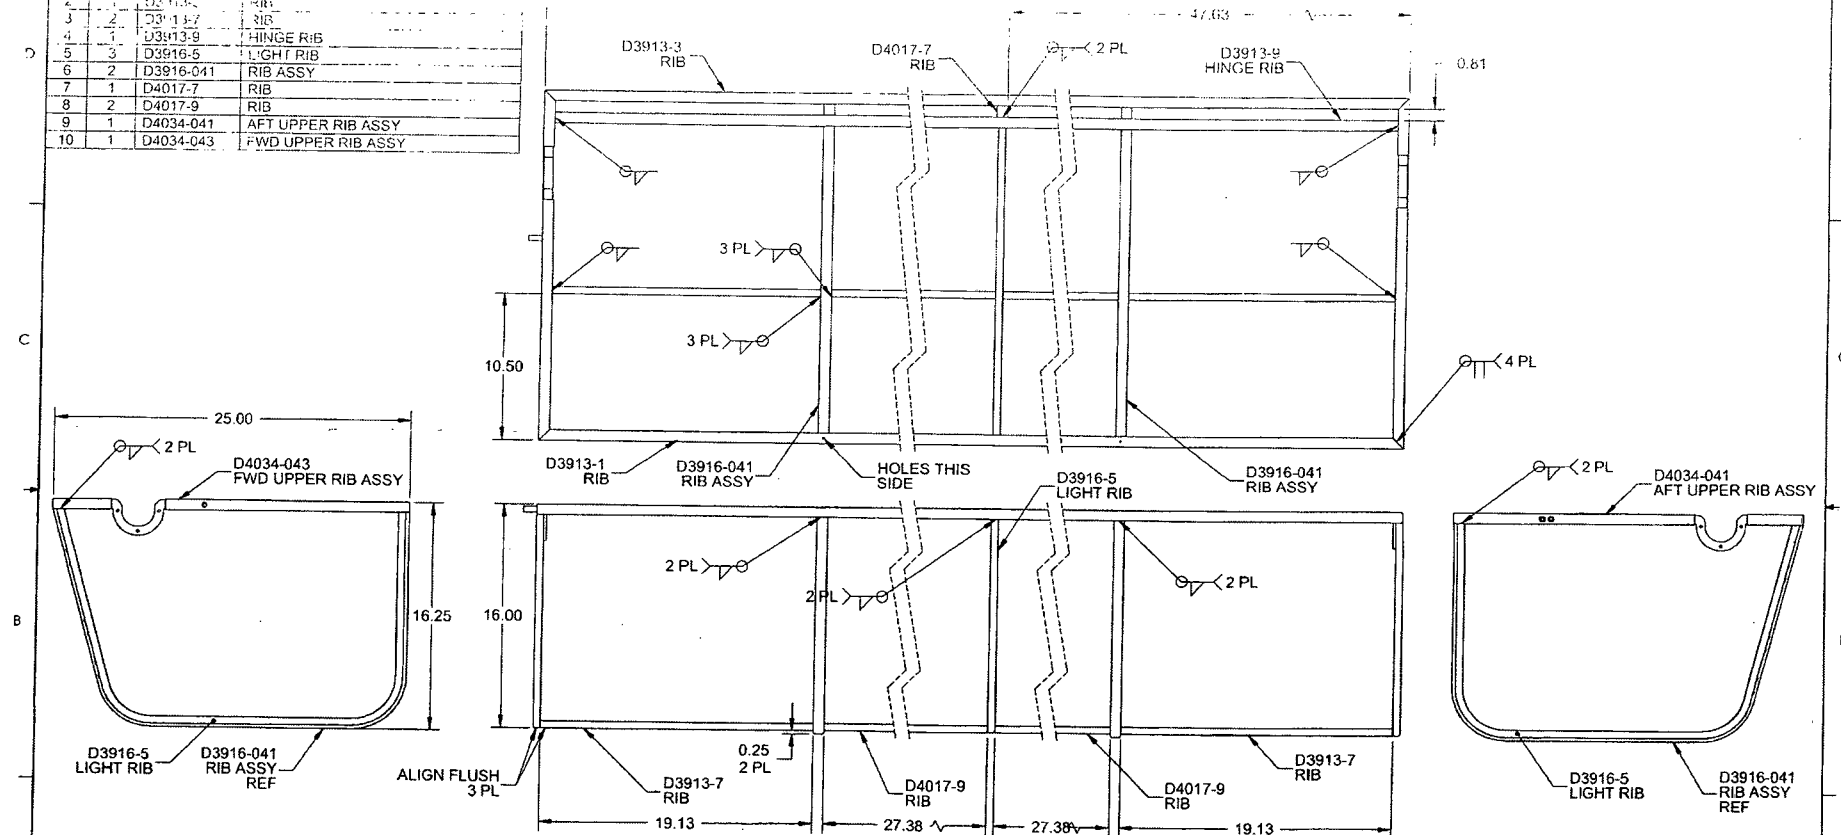 3 2 D3913-7 RIB
4 1 D3913-9 HINGE RIB
5 3 D3916-5 LIGHT RIB
6 2 D3916-041 RIB ASSY
7 1 D4017-7 RIB
8 2 D4017-9 RIB
9 1 D4034-041 AFT UPPER RIB ASSY
10 1 D4034-043 FWD UPPER RIB ASSY
47.63
D3913-3
RIB
D4017-7
RIB
2 PL
D3913-9
HINGE RIB
0.81
D
3 PL
3 PL
C
10.50
4 PL
25.00
2 PL
D4034-043
FWD UPPER RIB ASSY
D3913-1
RIB
D3916-041
RIB ASSY
HOLES THIS
SIDE
D3916-5
LIGHT RIB
D3916-041
RIB ASSY
2 PL
D4034-041
AFT UPPER RIB ASSY
2 PL
2 PL
2 PL
B
16.25
16.00
D3916-5
LIGHT RIB
D3916-041
RIB ASSY
REF
ALIGN FLUSH
3 PL
D3913-7
RIB
0.25
2 PL
D4017-9
RIB
D4017-9
RIB
D3913-7
RIB
D3916-5
LIGHT RIB
D3916-041
RIB ASSY
REF
19.13
27.38
27.38
19.13